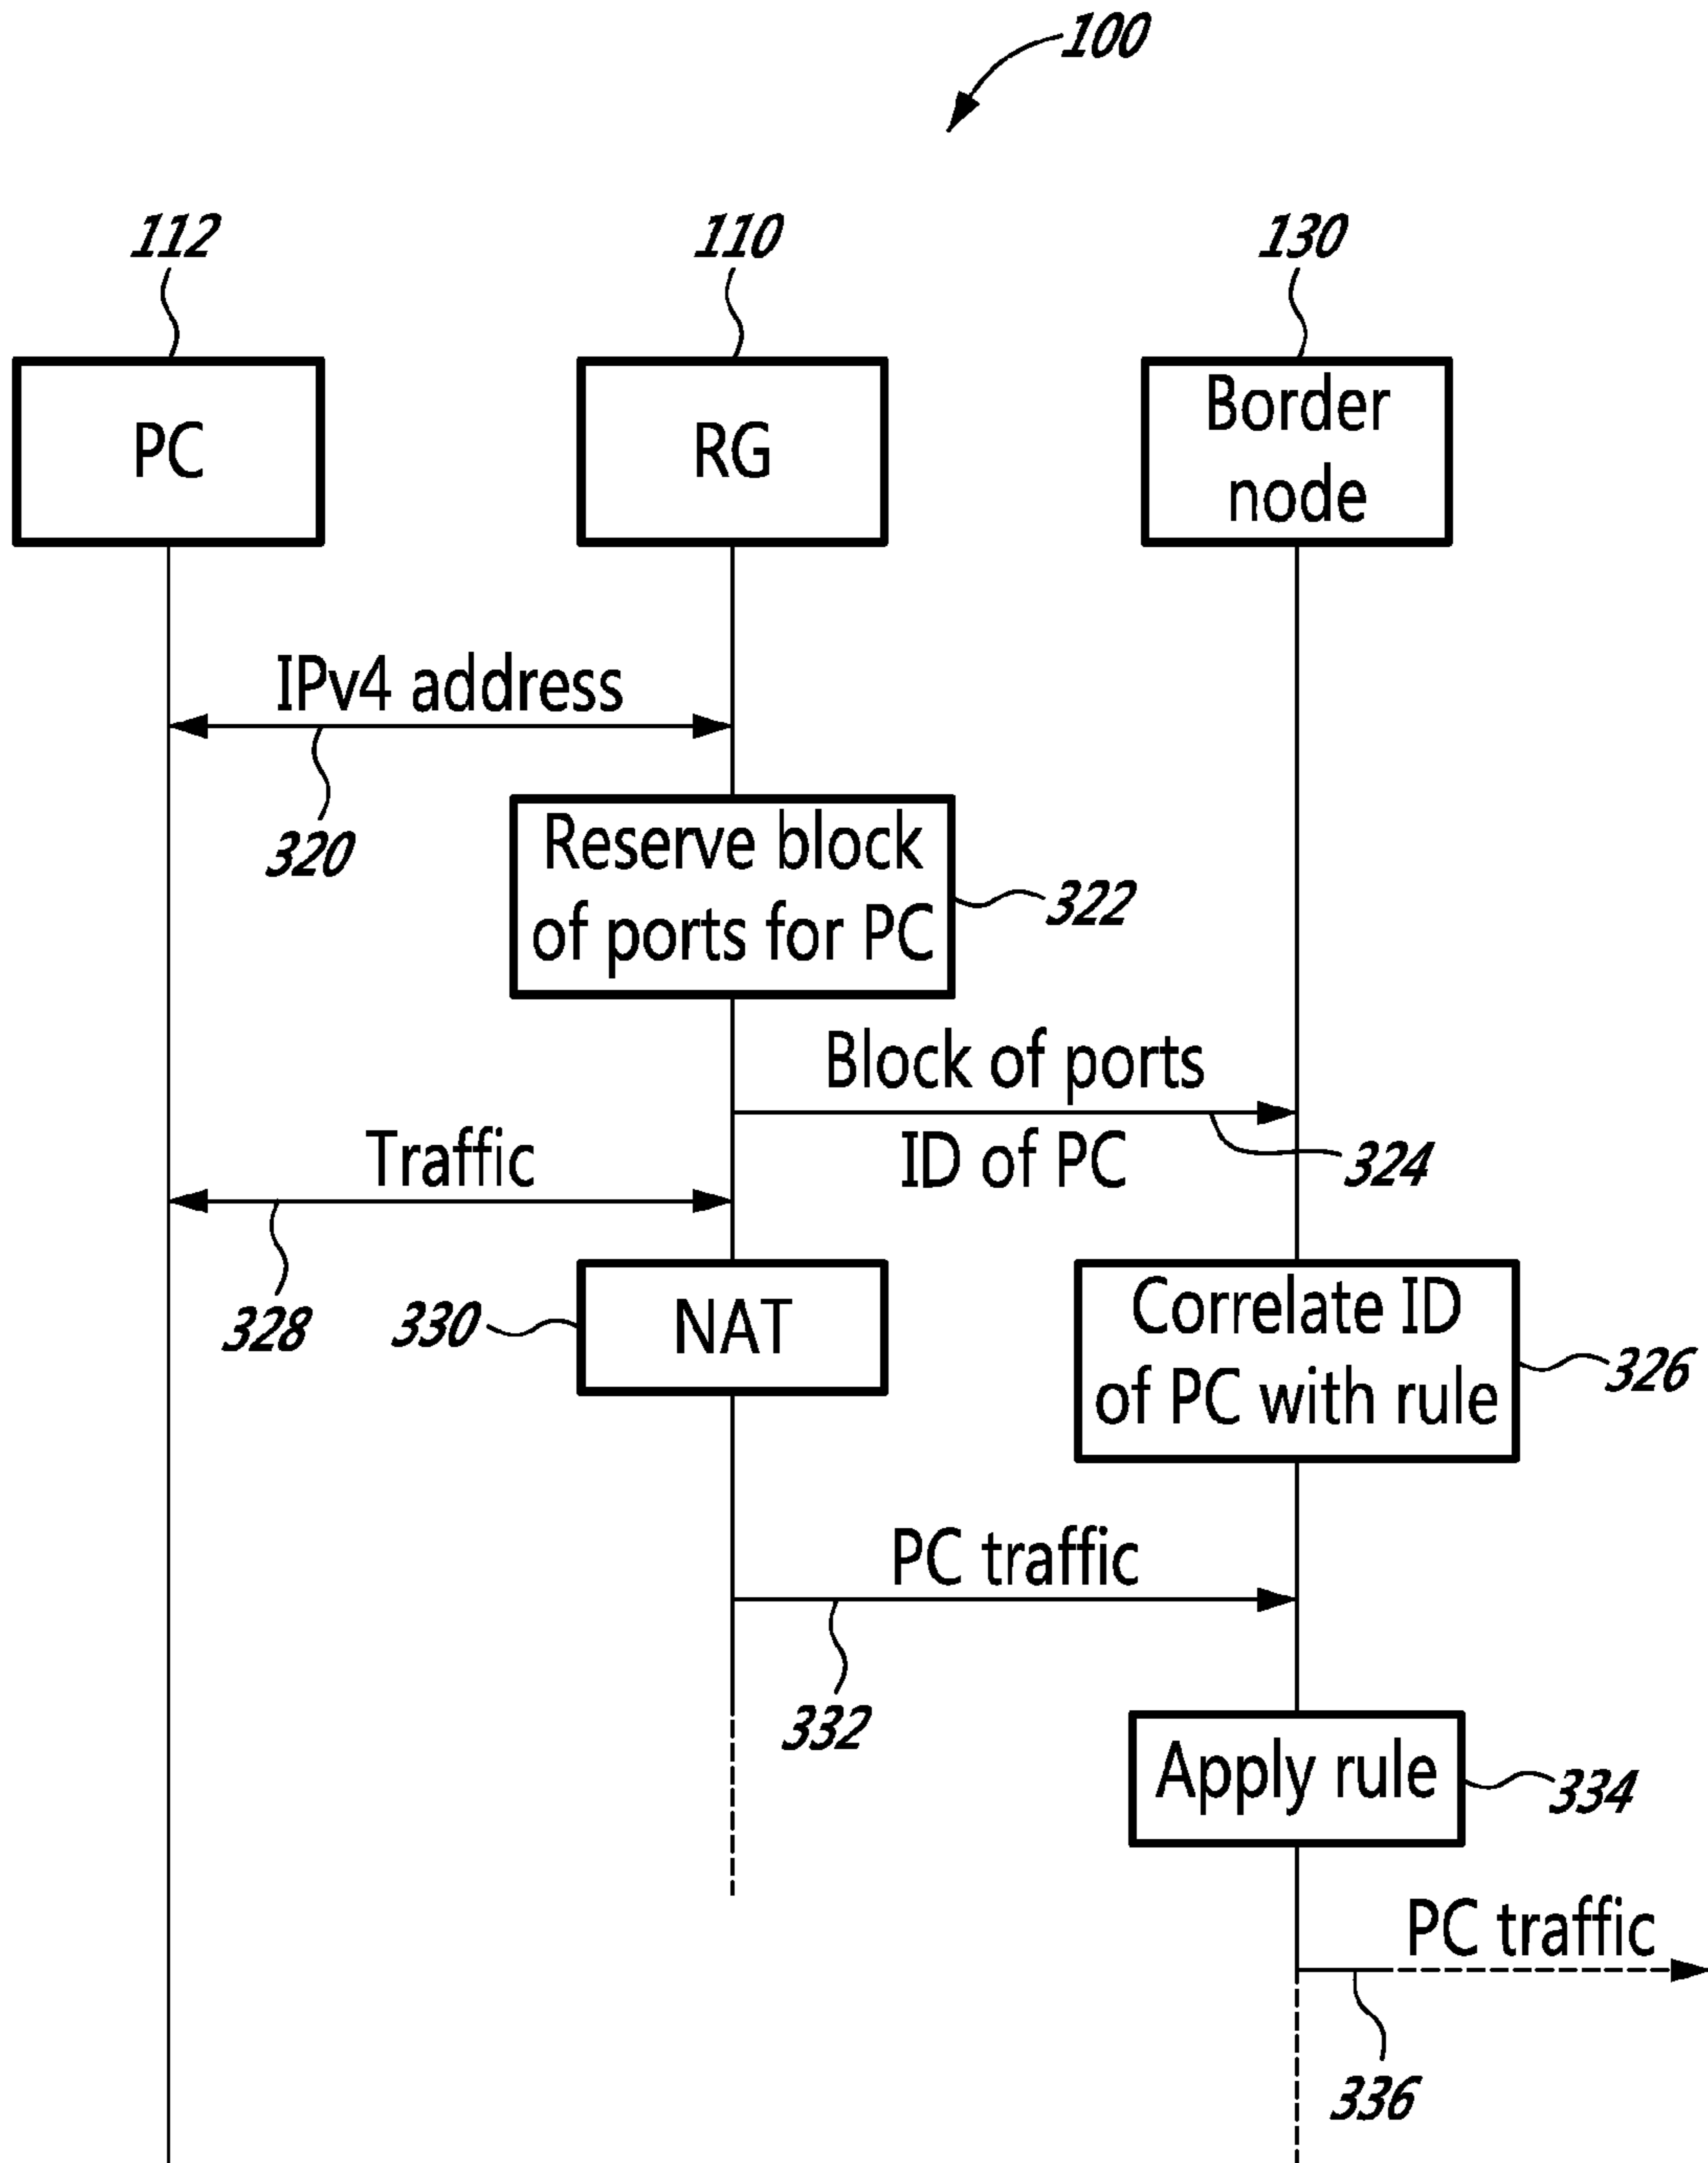 100
112
110
130
PC
RG
Border
node
IPv4 address
320
Reserve block
of ports for PC
322
Block of ports
ID of PC
324
Traffic
328
330
NAT
Correlate ID
of PC with rule
326
PC traffic
332
Apply rule
334
PC traffic
336